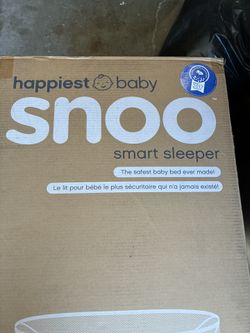 happiest baby
snoo
smart sleeper
The safest baby bed ever made!
Le lit pour bébé le plus sécuritaire qui n'a jamais existé!